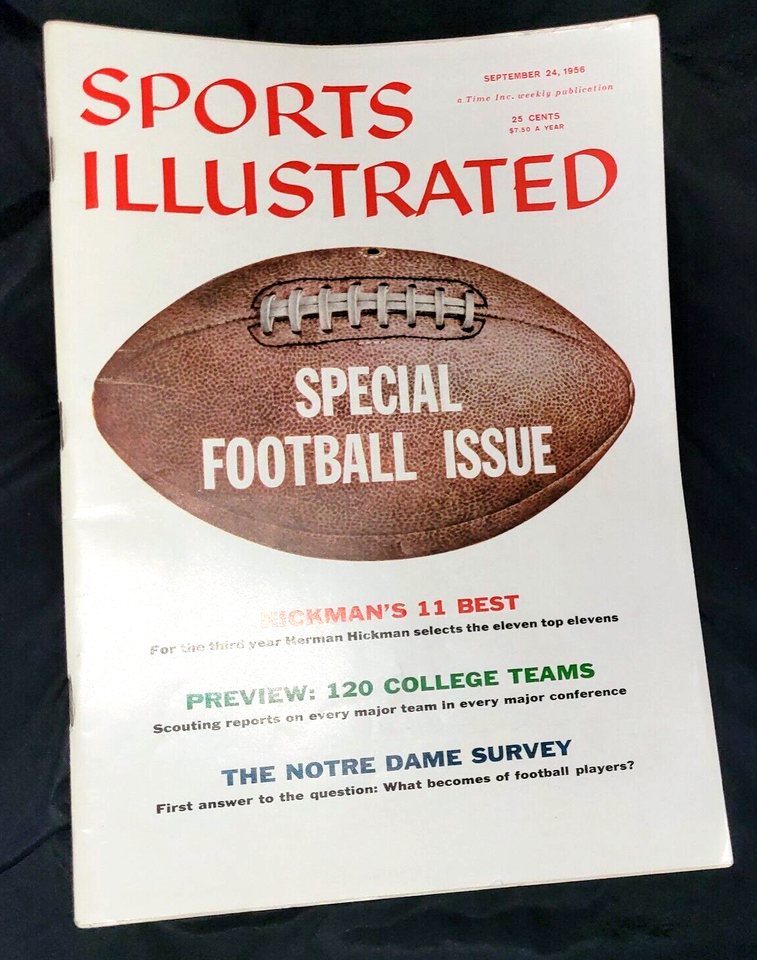 SPORTS
ILLUSTRATED
SEPTEMBER 24, 1956
a Time Inc. weekly publication
25 CENTS
$7.50 A YEAR
SPECIAL
FOOTBALL ISSUE
HICKMAN'S 11 BEST
For the third year Herman Hickman selects the eleven top elevens
PREVIEW: 120 COLLEGE TEAMS
Scouting reports on every major team in every major conference
THE NOTRE DAME SURVEY
First answer to the question: What becomes of football players?